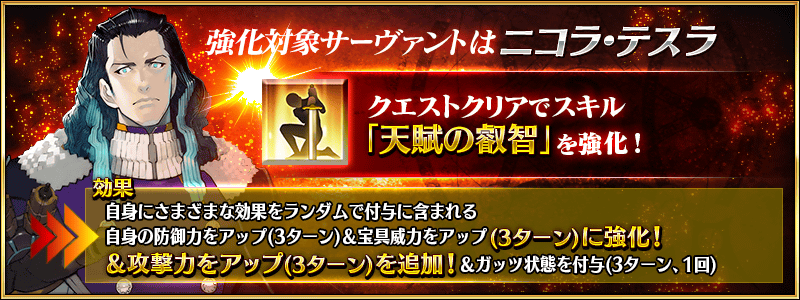 強化対象サーヴァントは ニコラ・テスラ
クエストクリアでスキル
「天賦の叡智」を強化！
効果
自身にさまざまな効果をランダムで付与に含まれる
自身の防御力をアップ(3ターン)＆宝具威力をアップ(3ターン)に強化！
＆攻撃力をアップ(3ターン)を追加！＆ガッツ状態を付与(3ターン、1回)